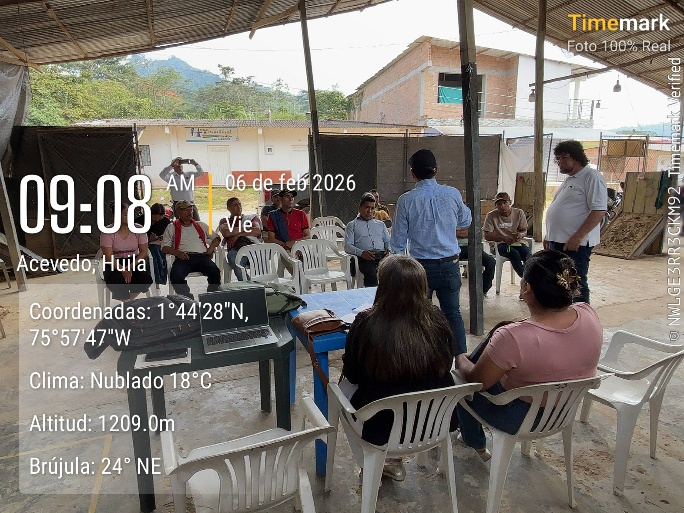 Timemark
Foto 100% Real
09:08 AM
06 de feb 2026
Vie
Acevedo, Huila
Coordenadas: 1°44'28"N,
75°57'47"W
Clima: Nublado 18°C
Altitud: 1209.0m
Brújula: 24° NE
© NWLGE3RR3CKM92_ Timemark Verified